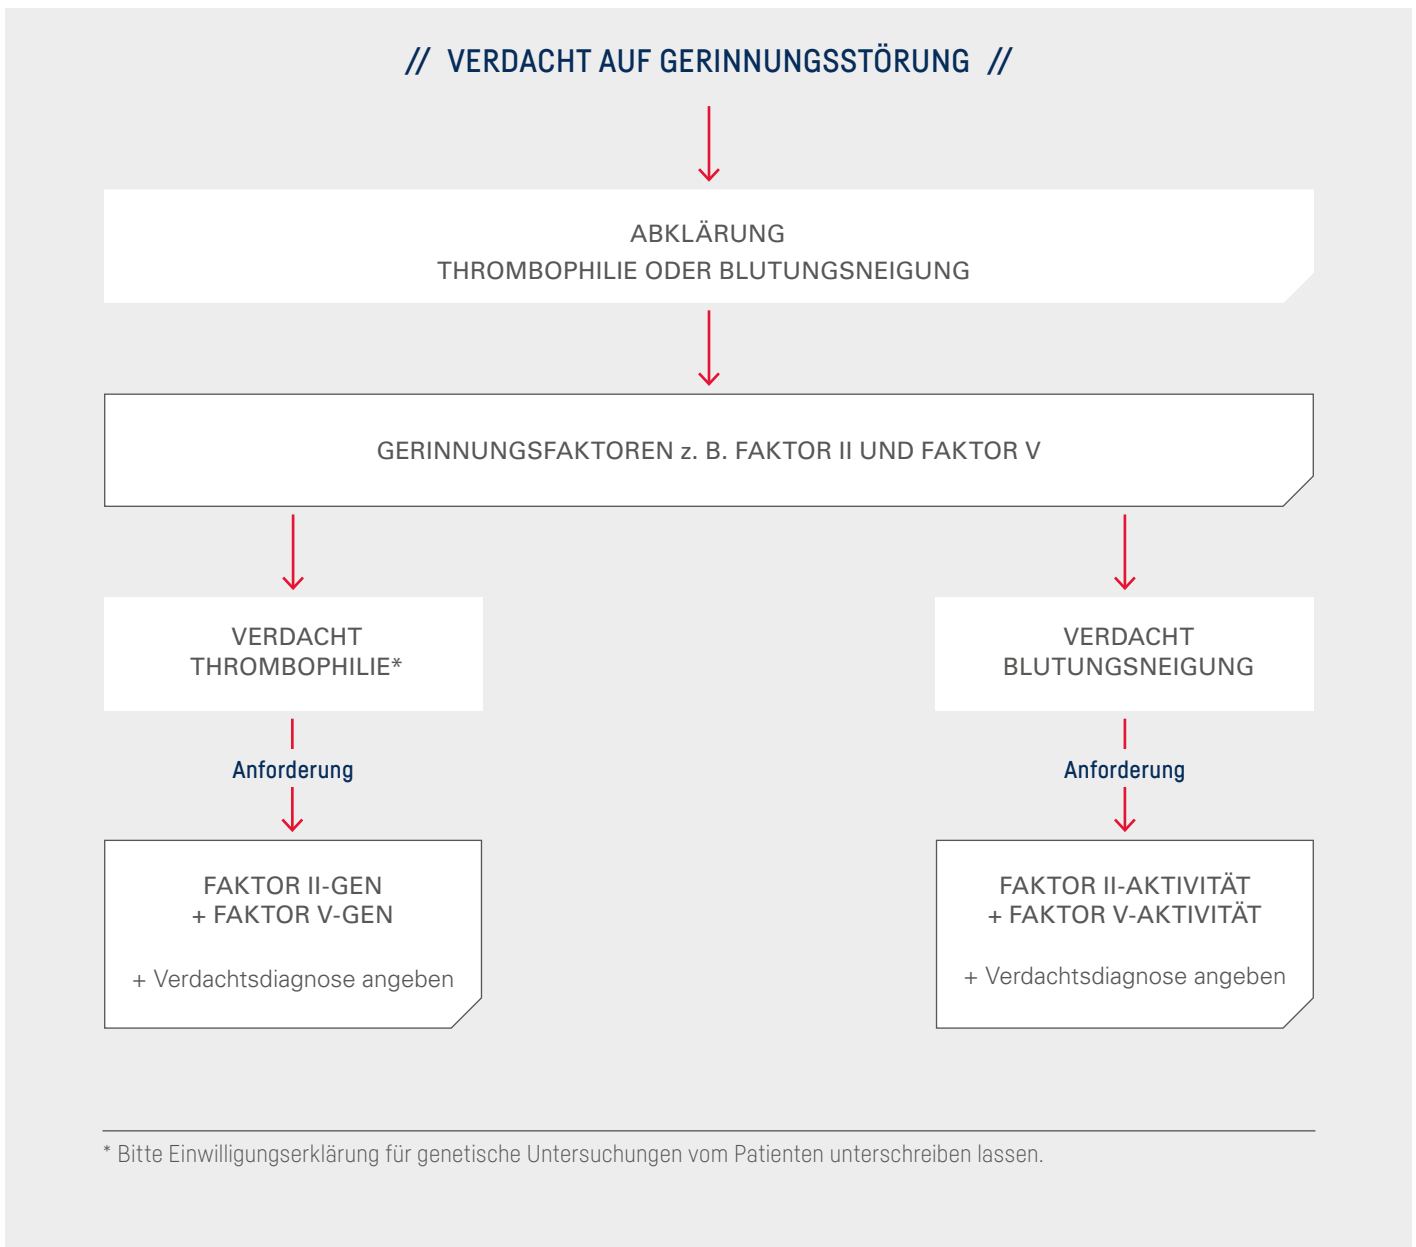 // VERDACHT AUF GERINNUNGSSTÖRUNG //
ABKLÄRUNG
THROMBOPHILIE ODER BLUTUNGSNEIGUNG
GERINNUNGSFAKTOREN z. B. FAKTOR II UND FAKTOR V
VERDACHT
THROMBOPHILIE*
Anforderung
FAKTOR II-GEN
+ FAKTOR V-GEN
+ Verdachtsdiagnose angeben
VERDACHT
BLUTUNGSNEIGUNG
Anforderung
FAKTOR II-AKTIVITÄT
+ FAKTOR V-AKTIVITÄT
+ Verdachtsdiagnose angeben
* Bitte Einwilligungserklärung für genetische Untersuchungen vom Patienten unterschreiben lassen.